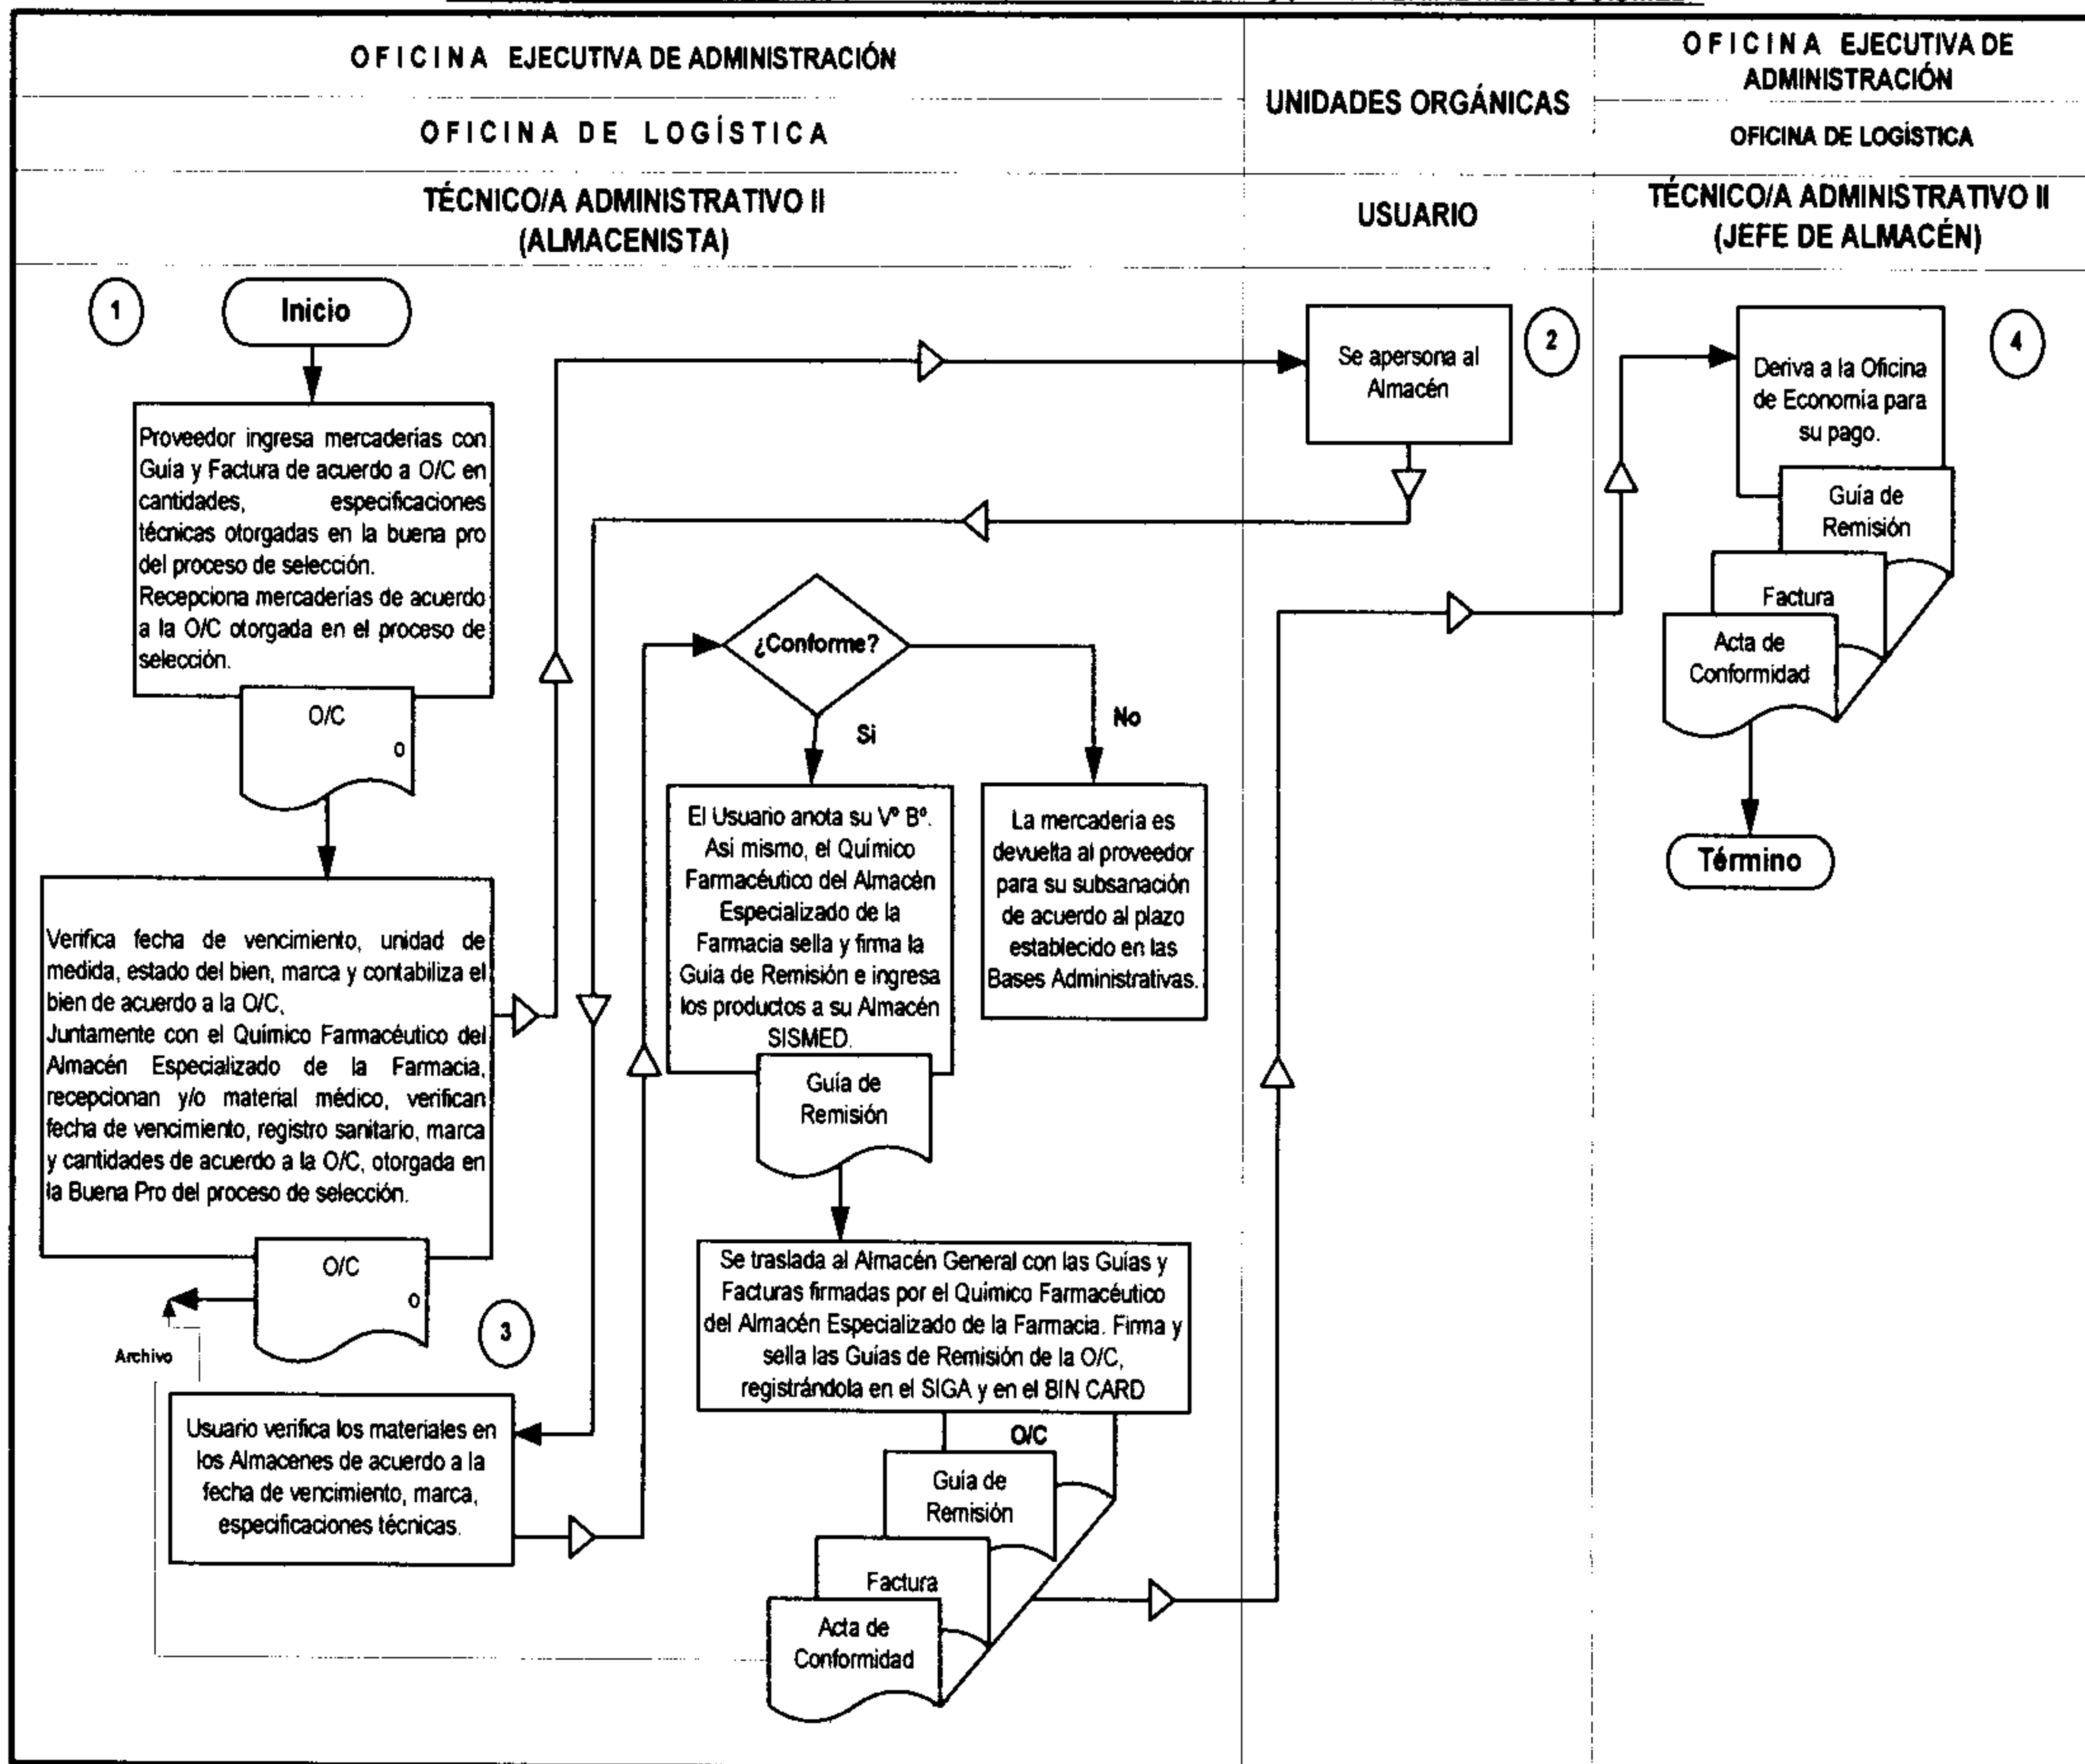 OFICINA EJECUTIVA DE ADMINISTRACIÓN
OFICINA DE LOGÍSTICA
TÉCNICO/A ADMINISTRATIVO II
(ALMACENISTA)
UNIDADES ORGÁNICAS
USUARIO
OFICINA EJECUTIVA DE
ADMINISTRACIÓN
OFICINA DE LOGÍSTICA
TÉCNICO/A ADMINISTRATIVO II
(JEFE DE ALMACÉN)
1
Inicio
Proveedor ingresa mercaderías con
Guía y Factura de acuerdo a O/C en
cantidades, especificaciones
técnicas otorgadas en la buena pro
del proceso de selección.
Recepciona mercaderías de acuerdo
a la O/C otorgada en el proceso de
selección.
O/C
O
Verifica fecha de vencimiento, unidad de
medida, estado del bien, marca y contabiliza el
bien de acuerdo a la O/C,
Juntamente con el Químico Farmacéutico del
Almacén Especializado de la Farmacia,
recepcionan y/o material médico, verifican
fecha de vencimiento, registro sanitario, marca
y cantidades de acuerdo a la O/C, otorgada en
la Buena Pro del proceso de selección.
O/C
O
Archivo
Se apersona al
Almacén
2
3
Usuario verifica los materiales en
los Almacenes de acuerdo a la
fecha de vencimiento, marca,
especificaciones técnicas.
¿Conforme?
Si
No
El Usuario anota su Vº Bº.
Así mismo, el Químico
Farmacéutico del Almacén
Especializado de la
Farmacia sella y firma la
Guía de Remisión e ingresa
los productos a su Almacén
SISMED.
Guía de
Remisión
La mercadería es
devuelta al proveedor
para su subsanación
de acuerdo al plazo
establecido en las
Bases Administrativas.
Se traslada al Almacén General con las Guías y
Facturas firmadas por el Químico Farmacéutico
del Almacén Especializado de la Farmacia. Firma y
sella las Guías de Remisión de la O/C,
registrándola en el SIGA y en el BIN CARD
O/C
Guía de
Remisión
Factura
Acta de
Conformidad
Deriva a la Oficina
de Economía para
su pago.
4
Guía de
Remisión
Factura
Acta de
Conformidad
Término